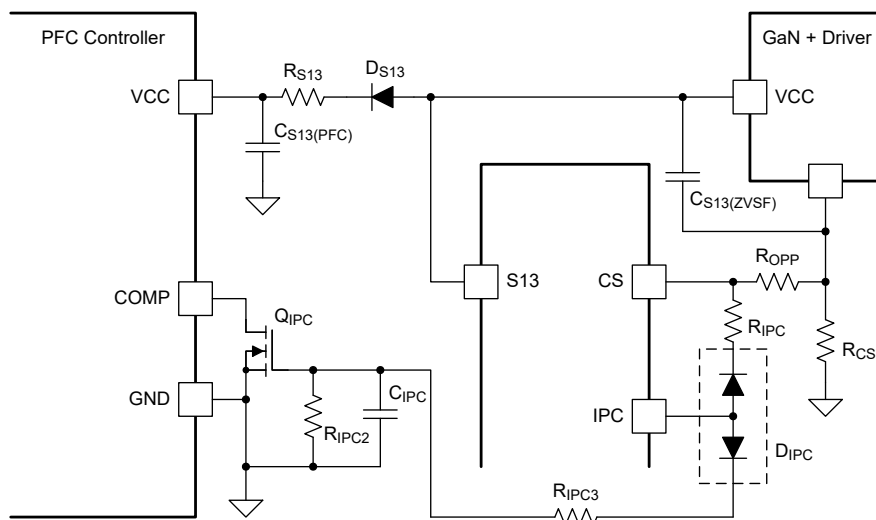 PFC Controller
GaN + Driver
VCC
RS13
DS13
VCC
CS13(PFC)
CS13(ZVSF)
S13
CS
ROPP
COMP
QIPC
RIPC
RCS
GND
RIPC2
CIPC
IPC
DIPC
RIPC3